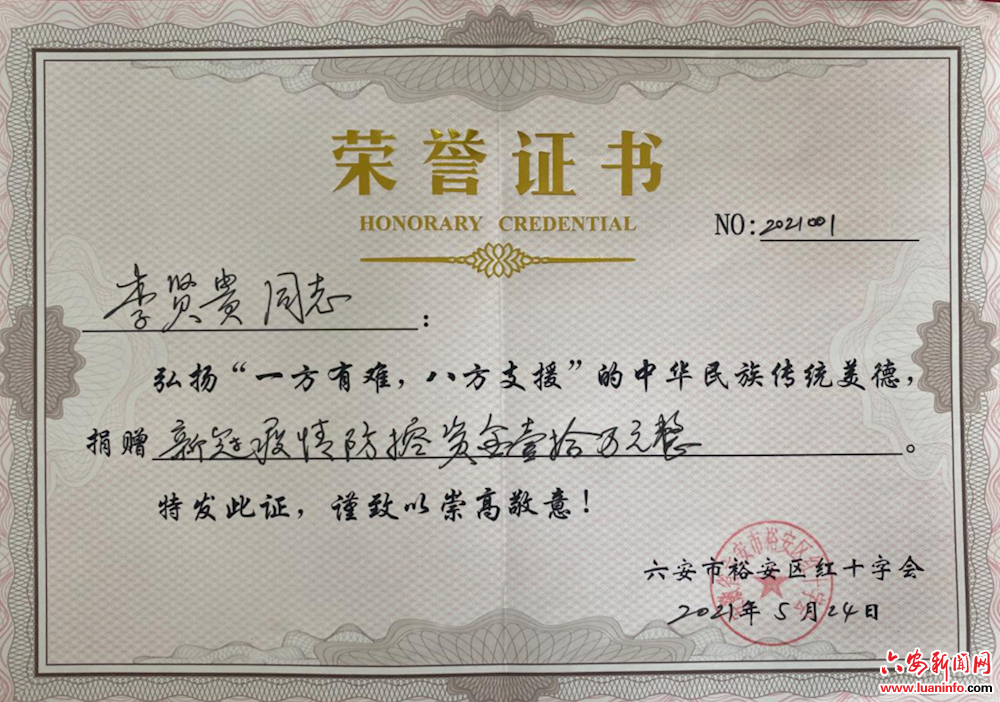 荣誉证书
HONORARY CREDENTIAL
NO:2021001
李贤贵 同志:
弘扬“一方有难，八方支援”的中华民族传统美德，
捐赠 新冠疫情防控资金壹拾万元整。
特发此证，谨致以崇高敬意！
六安市裕安区红十字会
2021年 5月24日
六安新闻网
www.luaninfo.com